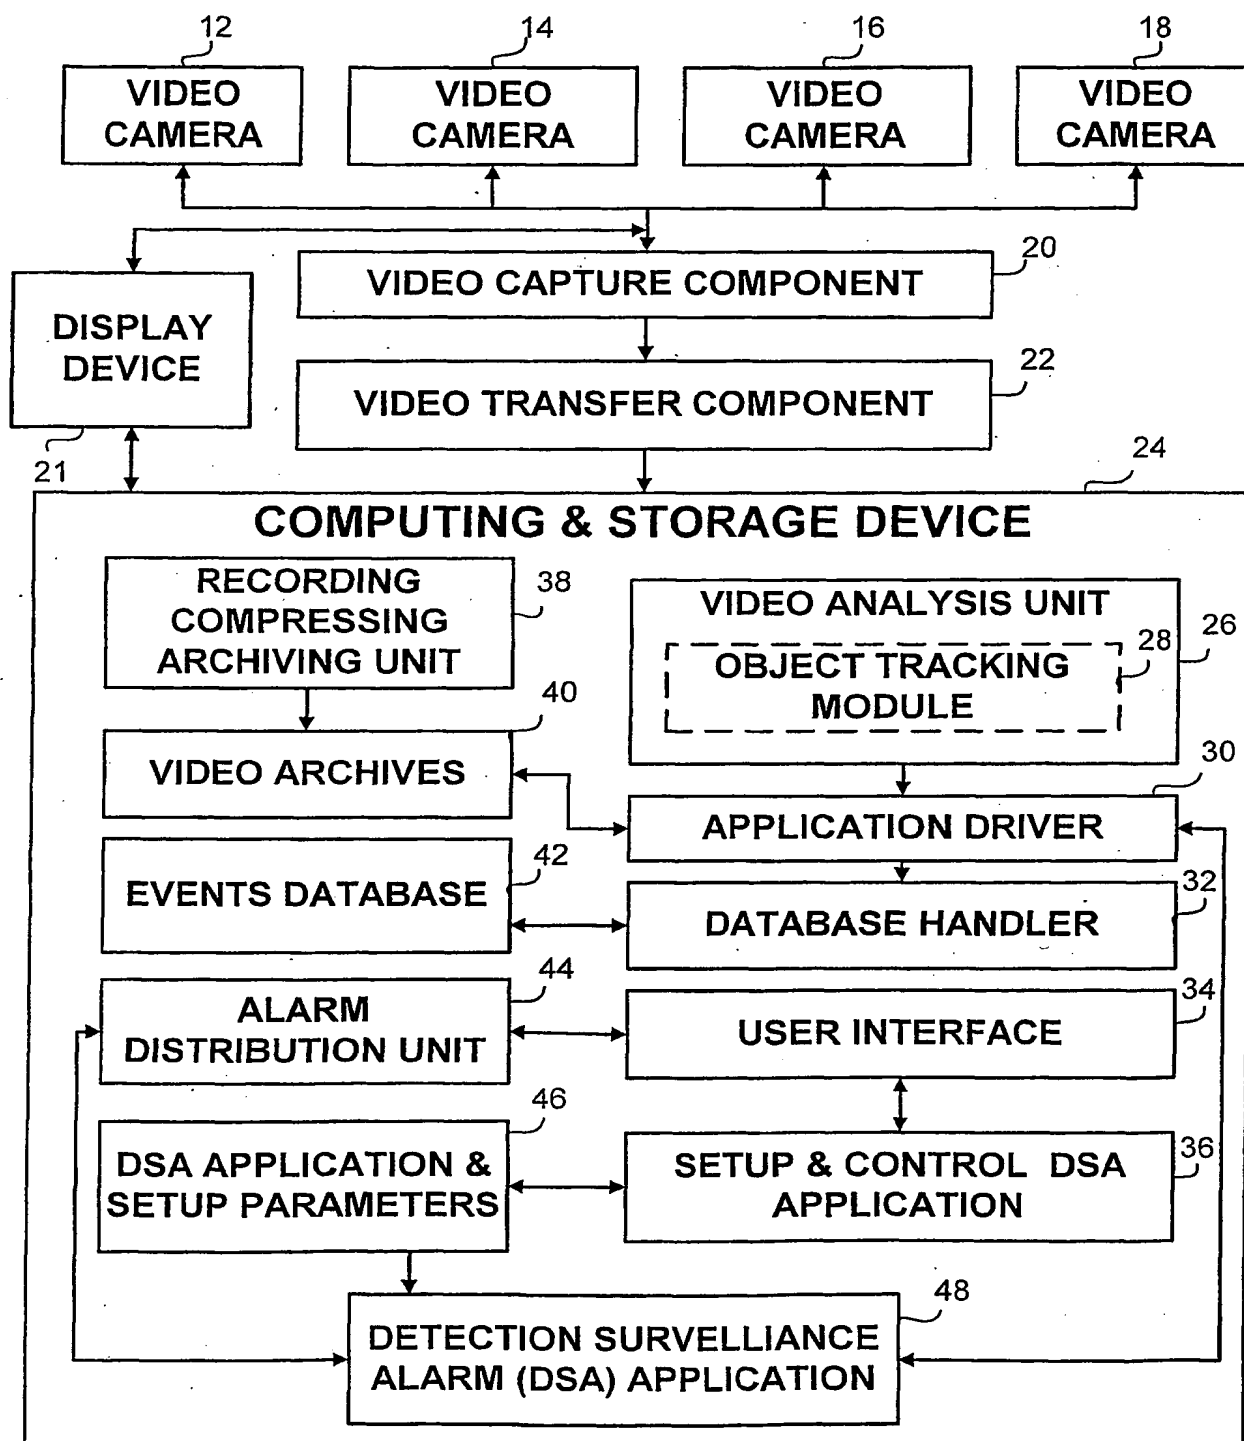 12
14
16
18
VIDEO
CAMERA
VIDEO
CAMERA
VIDEO
CAMERA
VIDEO
CAMERA
20
VIDEO CAPTURE COMPONENT
DISPLAY
DEVICE
21
22
VIDEO TRANSFER COMPONENT
24
COMPUTING & STORAGE DEVICE
RECORDING
COMPRESSING
ARCHIVING UNIT
38
VIDEO ANALYSIS UNIT
26
OBJECT TRACKING
MODULE
28
40
VIDEO ARCHIVES
30
APPLICATION DRIVER
EVENTS DATABASE
42
32
DATABASE HANDLER
44
ALARM
DISTRIBUTION UNIT
34
USER INTERFACE
46
DSA APPLICATION &
SETUP PARAMETERS
SETUP & CONTROL DSA
APPLICATION
36
48
DETECTION SURVELLIANCE
ALARM (DSA) APPLICATION